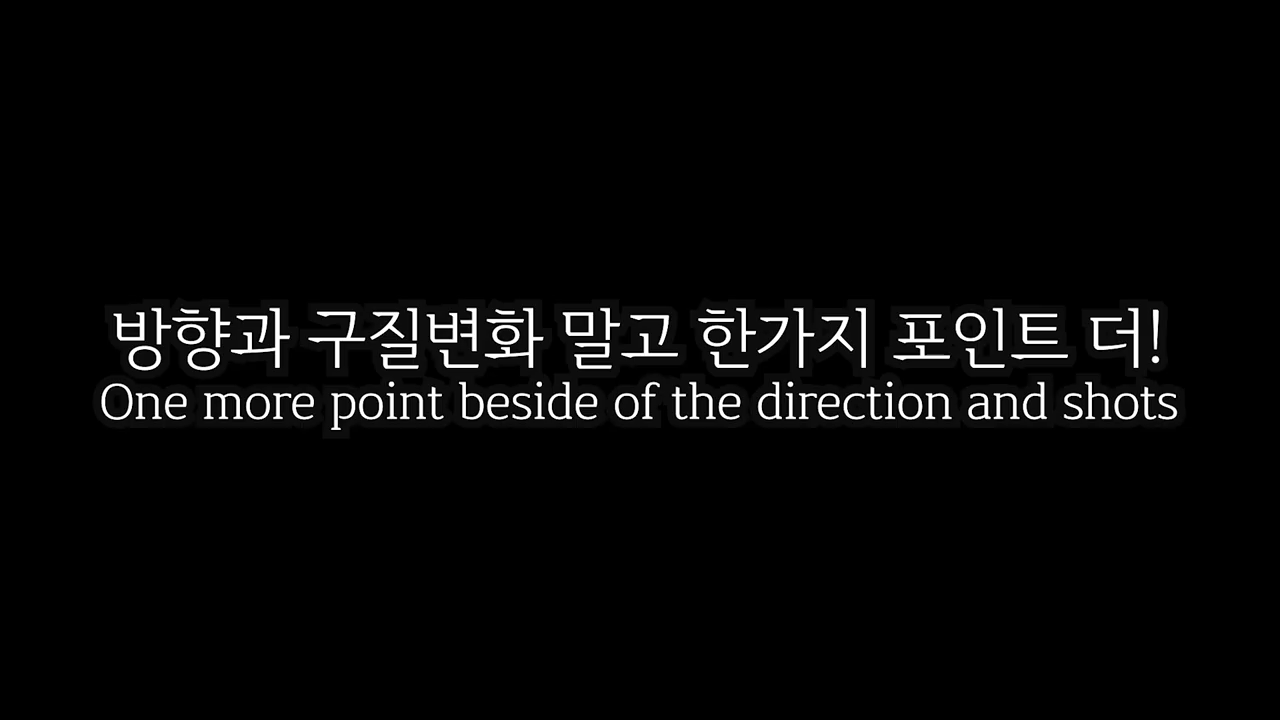 방향과 구질변화 말고 한가지 포인트 더!
One more point beside of the direction and shots